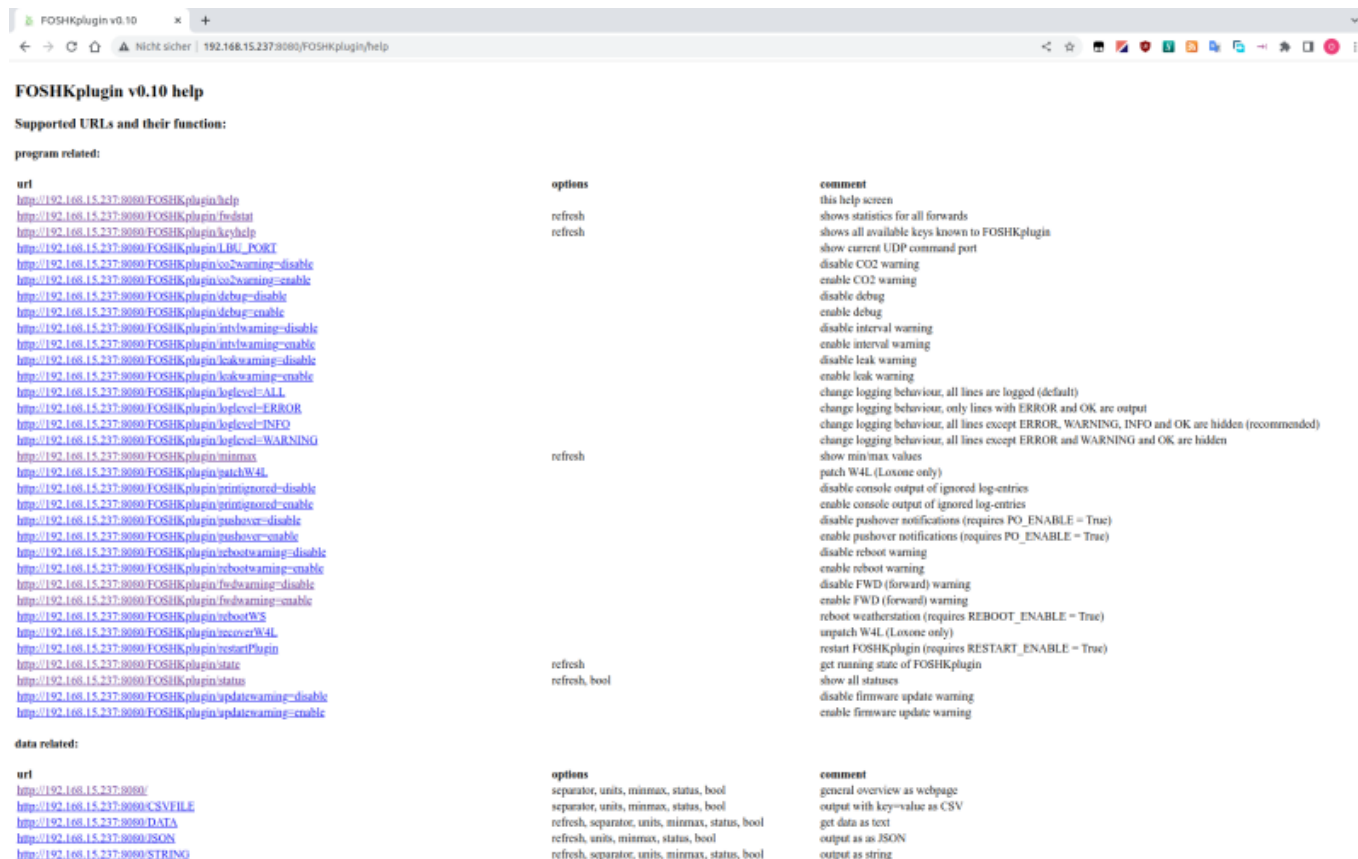 FOSHKplugin v0.10
Nicht sicher 192.168.15.237:8080/FOSHKplugin/help
FOSHKplugin v0.10 help
Supported URLs and their function:
program related:
url options comment
http://192.168.15.237:8080/FOSHKplugin/help this help screen
http://192.168.15.237:8080/FOSHKplugin/fwdstat refresh shows statistics for all forwards
http://192.168.15.237:8080/FOSHKplugin/keyhelp refresh shows all available keys known to FOSHKplugin
http://192.168.15.237:8080/FOSHKplugin/LBU_PORT show current UDP command port
http://192.168.15.237:8080/FOSHKplugin/co2warning=disable disable CO2 warning
http://192.168.15.237:8080/FOSHKplugin/co2warning=enable enable CO2 warning
http://192.168.15.237:8080/FOSHKplugin/debug=disable disable debug
http://192.168.15.237:8080/FOSHKplugin/debug=enable enable debug
http://192.168.15.237:8080/FOSHKplugin/intvlwarning=disable disable interval warning
http://192.168.15.237:8080/FOSHKplugin/intvlwarning=enable enable interval warning
http://192.168.15.237:8080/FOSHKplugin/leakwarning=disable disable leak warning
http://192.168.15.237:8080/FOSHKplugin/leakwarning=enable enable leak warning
http://192.168.15.237:8080/FOSHKplugin/loglevel=ALL change logging behaviour, all lines are logged (default)
http://192.168.15.237:8080/FOSHKplugin/loglevel=ERROR change logging behaviour, only lines with ERROR and OK are output
http://192.168.15.237:8080/FOSHKplugin/loglevel=INFO change logging behaviour, all lines except ERROR, WARNING, INFO and OK are hidden (recommended)
http://192.168.15.237:8080/FOSHKplugin/loglevel=WARNING change logging behaviour, all lines except ERROR and WARNING and OK are hidden
http://192.168.15.237:8080/FOSHKplugin/minmax refresh show min/max values
http://192.168.15.237:8080/FOSHKplugin/patchW4L patch W4L (Loxone only)
http://192.168.15.237:8080/FOSHKplugin/printignored=disable disable console output of ignored log-entries
http://192.168.15.237:8080/FOSHKplugin/printignored=enable enable console output of ignored log-entries
http://192.168.15.237:8080/FOSHKplugin/pushover=disable disable pushover notifications (requires PO_ENABLE = True)
http://192.168.15.237:8080/FOSHKplugin/pushover=enable enable pushover notifications (requires PO_ENABLE = True)
http://192.168.15.237:8080/FOSHKplugin/rebootwarning=disable disable reboot warning
http://192.168.15.237:8080/FOSHKplugin/rebootwarning=enable enable reboot warning
http://192.168.15.237:8080/FOSHKplugin/fwdwarning=disable disable FWD (forward) warning
http://192.168.15.237:8080/FOSHKplugin/fwdwarning=enable enable FWD (forward) warning
http://192.168.15.237:8080/FOSHKplugin/rebootWS reboot weatherstation (requires REBOOT_ENABLE = True)
http://192.168.15.237:8080/FOSHKplugin/recoverW4L unpatch W4L (Loxone only)
http://192.168.15.237:8080/FOSHKplugin/restartPlugin restart FOSHKplugin (requires RESTART_ENABLE = True)
http://192.168.15.237:8080/FOSHKplugin/state refresh get running state of FOSHKplugin
http://192.168.15.237:8080/FOSHKplugin/status refresh, bool show all statuses
http://192.168.15.237:8080/FOSHKplugin/updatewarning=disable disable firmware update warning
http://192.168.15.237:8080/FOSHKplugin/updatewarning=enable enable firmware update warning
data related:
url options comment
http://192.168.15.237:8080/ separator, units, minmax, status, bool general overview as webpage
http://192.168.15.237:8080/CSVFILE separator, units, minmax, status, bool output with key=value as CSV
http://192.168.15.237:8080/DATA refresh, separator, units, minmax, status, bool get data as text
http://192.168.15.237:8080/JSON refresh, units, minmax, status, bool output as as JSON
http://192.168.15.237:8080/STRING refresh, separator, units, minmax, status, bool output as string